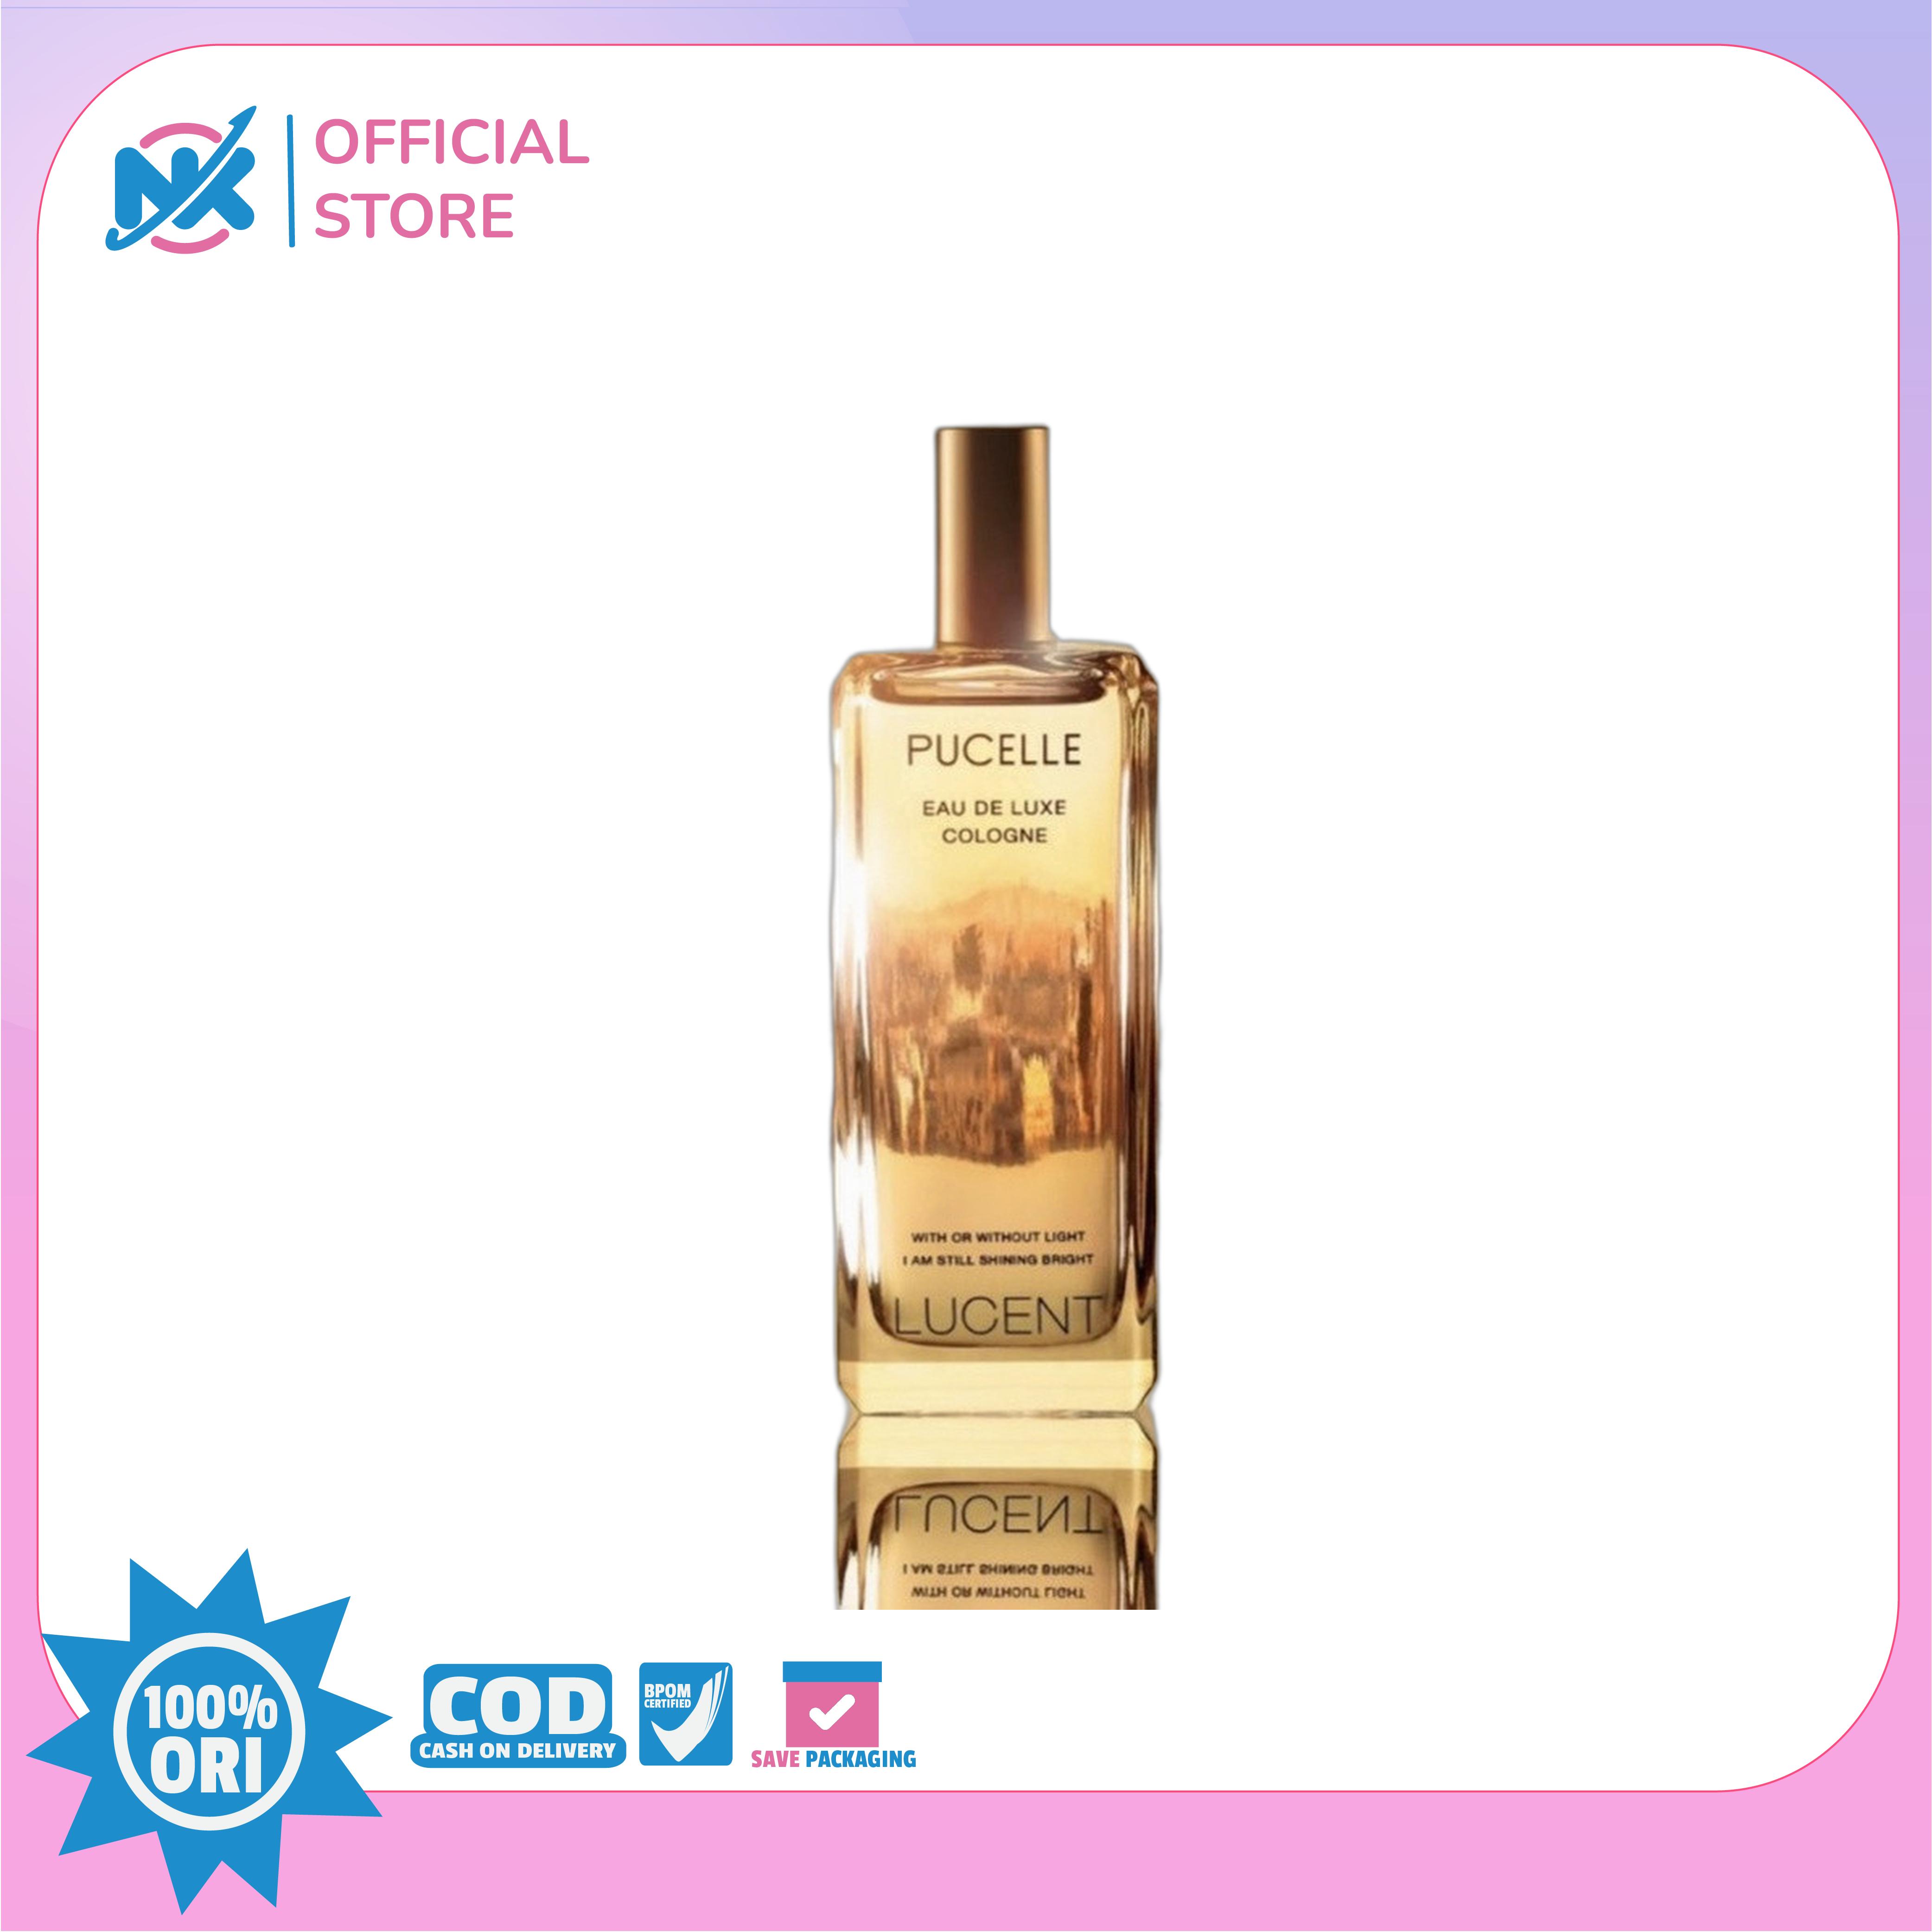 NK
OFFICIAL
STORE
PUCELLE
EAU DE LUXE
COLOGNE
WITH OR WITHOUT LIGHT
I AM STILL SHINING BRIGHT
LUCENT
LUCENT
I AM STILL SHINING BRIGHT
WITH OR WITHOUT LIGHT
100%
ORI
COD
CASH ON DELIVERY
BPOM
CERTIFIED
SAVE PACKAGING